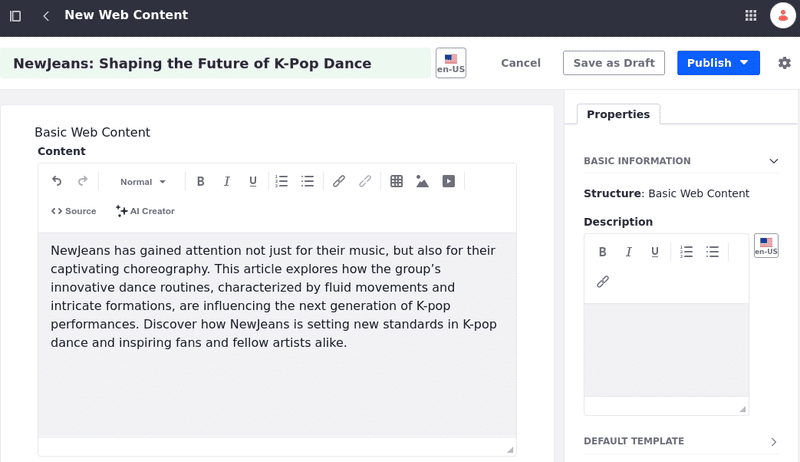 New Web Content
NewJeans: Shaping the Future of K-Pop Dance
en-US
Cancel
Save as Draft
Publish
Basic Web Content
Content
Normal
B I U
Source
AI Creator
NewJeans has gained attention not just for their music, but also for their
captivating choreography. This article explores how the group’s
innovative dance routines, characterized by fluid movements and
intricate formations, are influencing the next generation of K-pop
performances. Discover how NewJeans is setting new standards in K-pop
dance and inspiring fans and fellow artists alike.
Properties
BASIC INFORMATION
Structure: Basic Web Content
Description
B I U
en-US
DEFAULT TEMPLATE